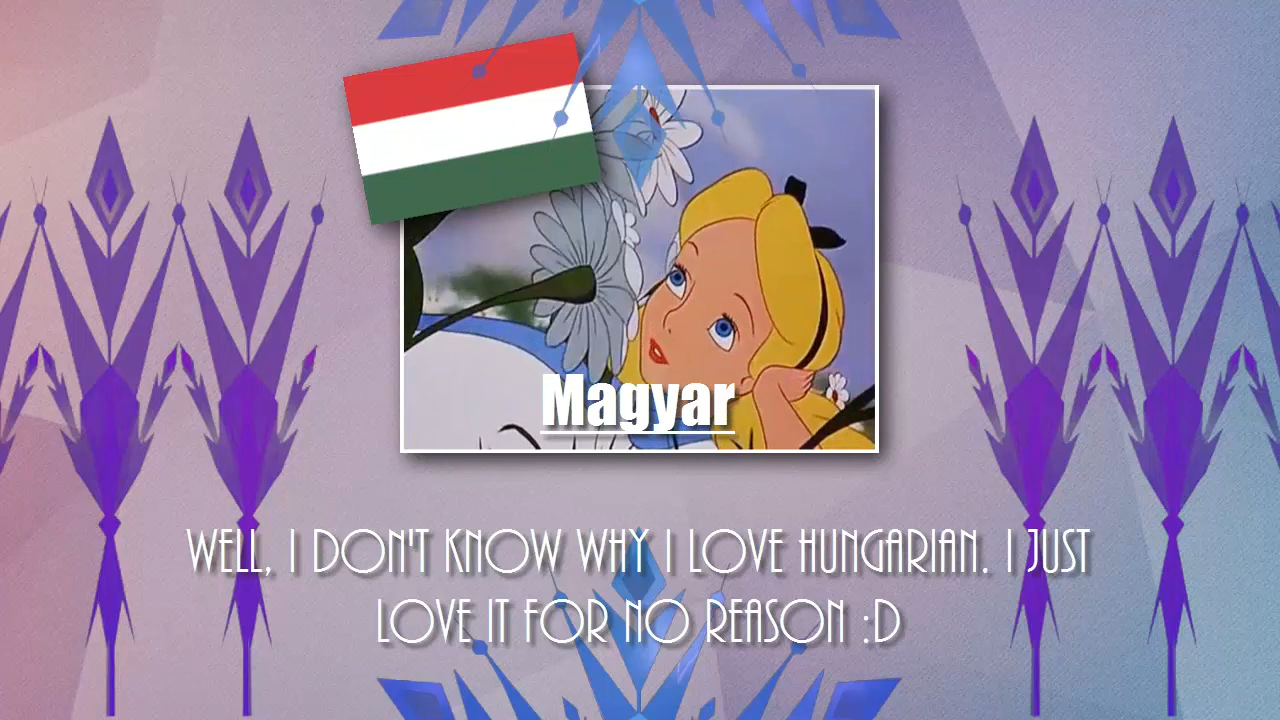 Magyar
WELL, I DON'T KNOW WHY I LOVE HUNGARIAN. I JUST
LOVE IT FOR NO REASON :D